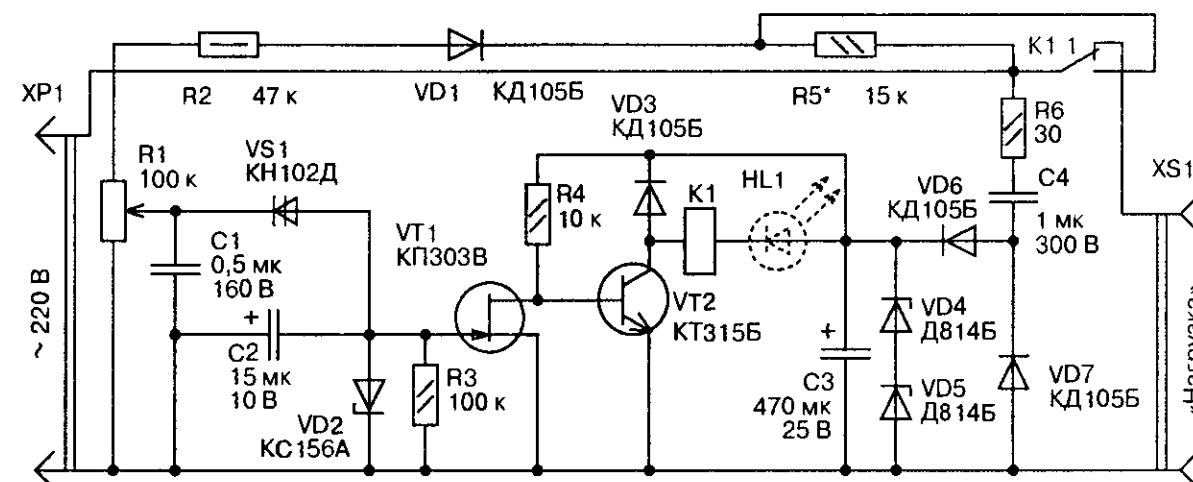 XP1
R2 47 к
VD1 КД105Б
R5* 15 к
K1 1
VD3
КД105Б
R6
30
XS1
R1
100 к
VS1
КН102Д
R4
10 к
K1
HL1
VD6
КД105Б
C4
1 мк
300 В
C1
0,5 мк
160 В
VT1
КП303В
VT2
КТ315Б
VD4
Д814Б
~ 220 В
+
C2
15 мк
10 В
R3
100 к
+
C3
470 мк
25 В
VD5
Д814Б
VD7
КД105Б
VD2
КС156А
«Нагрузка»